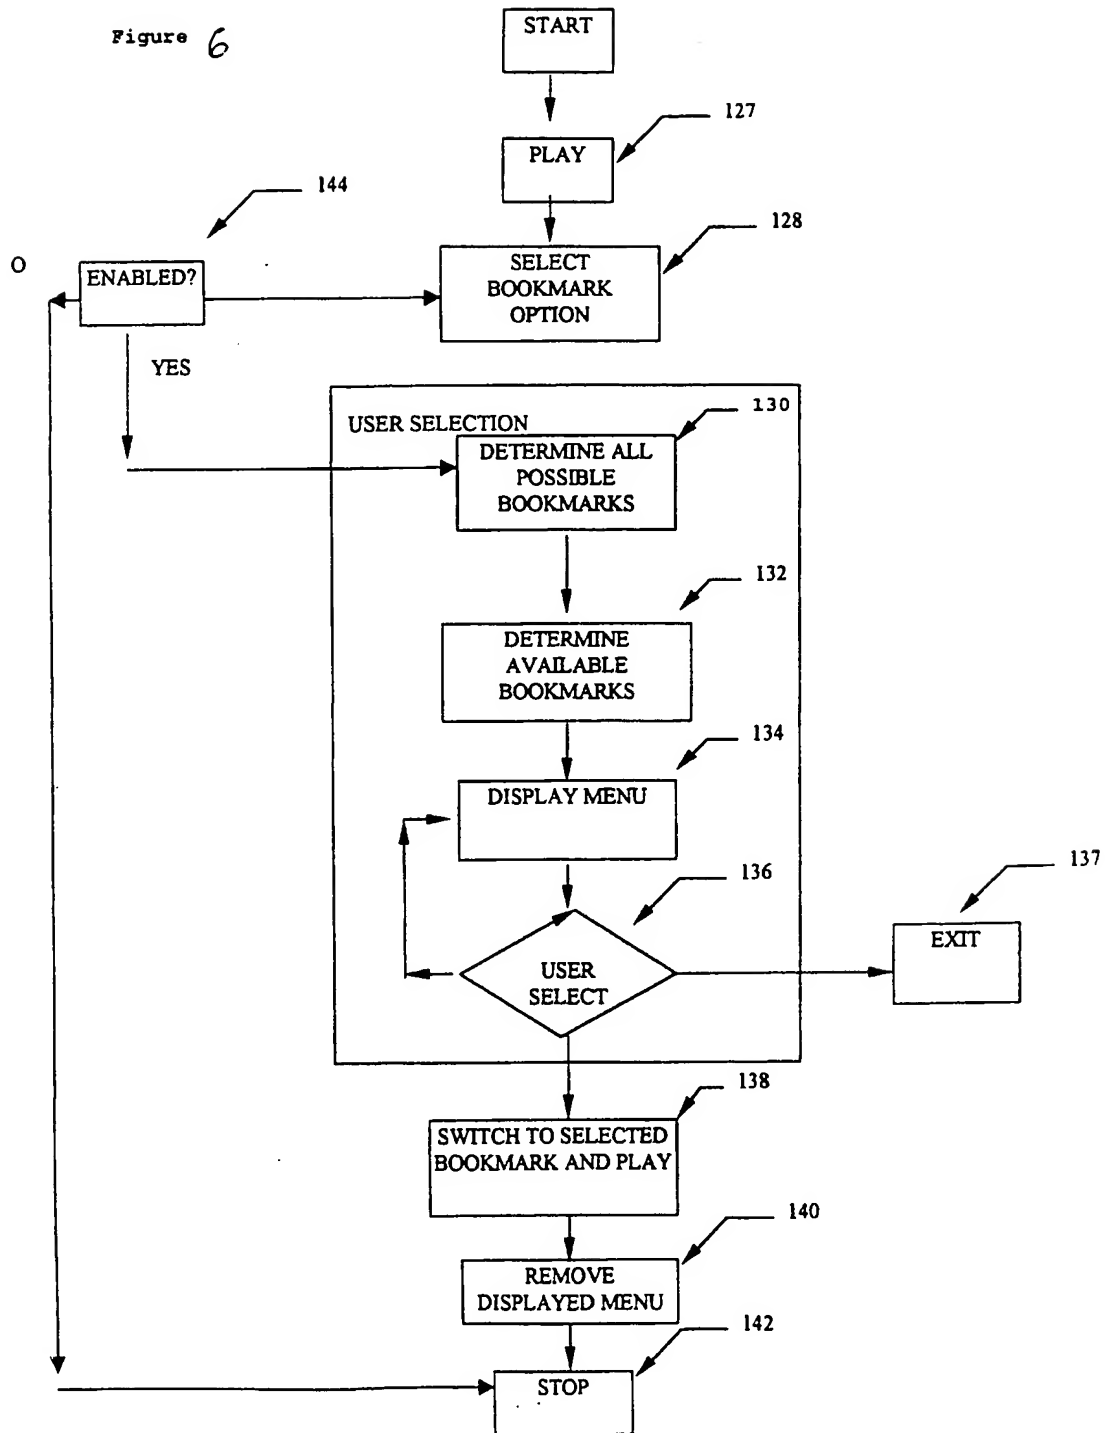 Figure 6
START
127
PLAY
144
128
O
ENABLED?
SELECT
BOOKMARK
OPTION
YES
130
USER SELECTION
DETERMINE ALL
POSSIBLE
BOOKMARKS
132
DETERMINE
AVAILABLE
BOOKMARKS
134
DISPLAY MENU
136
137
EXIT
USER
SELECT
138
SWITCH TO SELECTED
BOOKMARK AND PLAY
140
REMOVE
DISPLAYED MENU
142
STOP